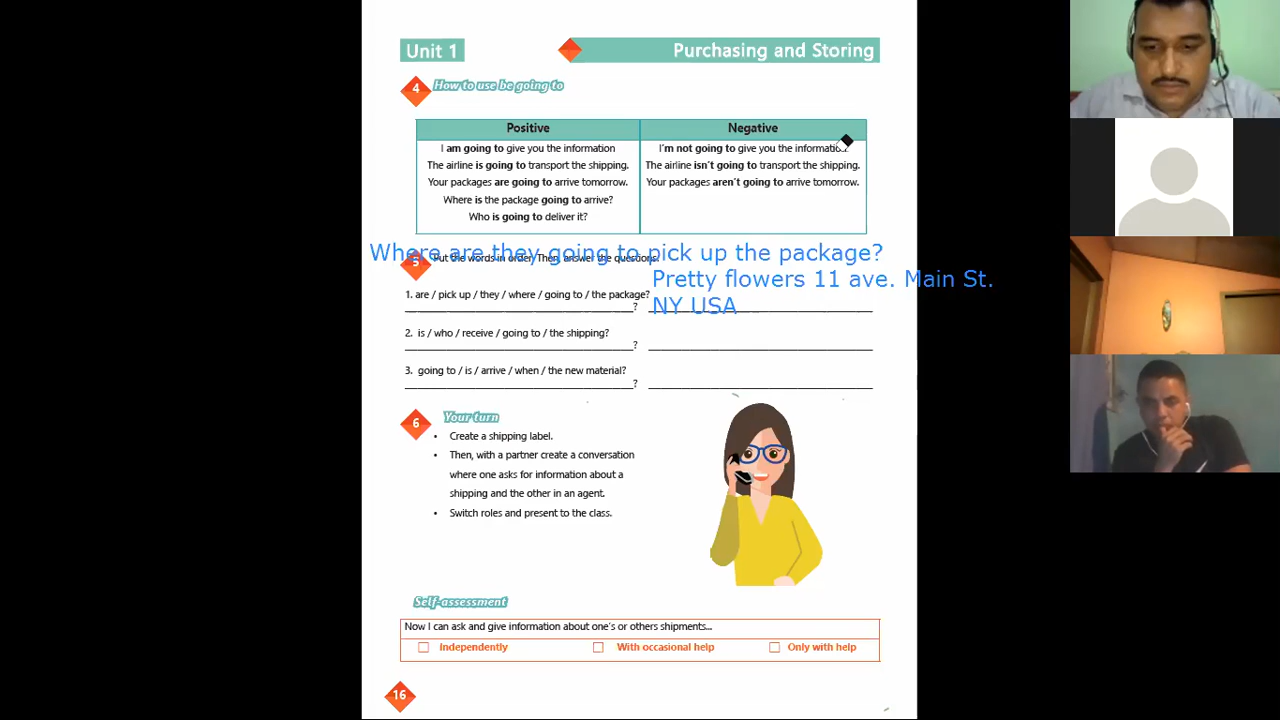 Unit 1
Purchasing and Storing
4 How to use be going to
Positive
Negative
I am going to give you the information
The airline is going to transport the shipping.
Your packages are going to arrive tomorrow.
Where is the package going to arrive?
Who is going to deliver it?
I'm not going to give you the information.
The airline isn't going to transport the shipping.
Your packages aren't going to arrive tomorrow.
Where are they going to pick up the package?
5 Put the words in order. Then, answer the questions.
Pretty flowers 11 ave. Main St.
NY USA
1. are / pick up / they / where / going to / the package?
?
2. is / who / receive / going to / the shipping?
?
3. going to / is / arrive / when / the new material?
?
6 Your turn
• Create a shipping label.
• Then, with a partner create a conversation
where one asks for information about a
shipping and the other in an agent.
• Switch roles and present to the class.
Self-assessment
Now I can ask and give information about one's or others shipments...
Independently
With occasional help
Only with help
16